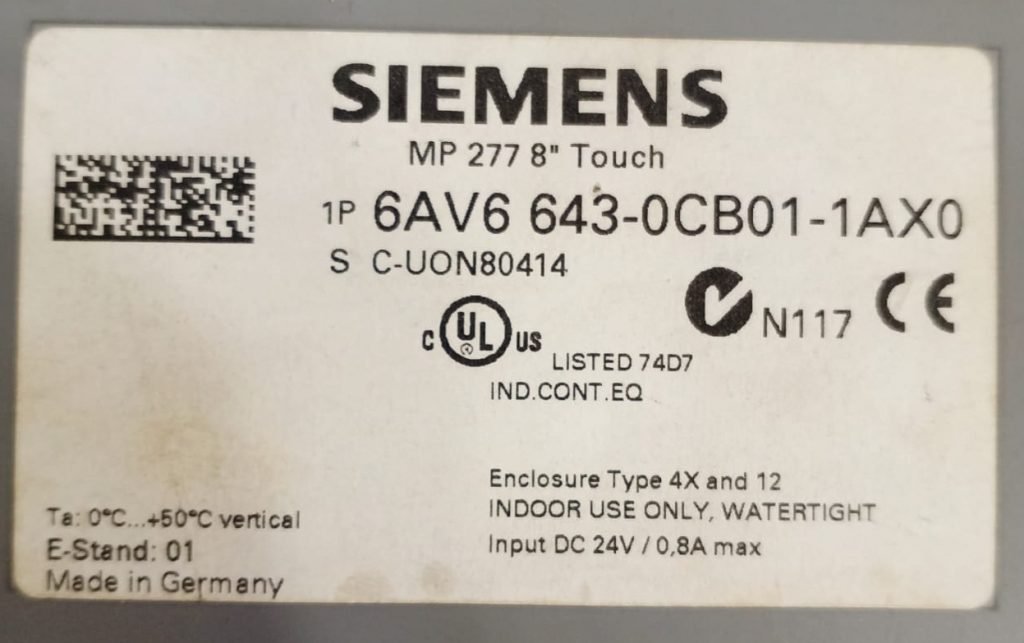 SIEMENS
MP 277 8" Touch
1P 6AV6 643-0CB01-1AX0
S C-UON80414
N117 CE
C UL US
LISTED 74D7
IND.CONT.EQ
Enclosure Type 4X and 12
INDOOR USE ONLY, WATERTIGHT
Input DC 24V / 0,8A max
Ta: 0°C...+50°C vertical
E-Stand: 01
Made in Germany